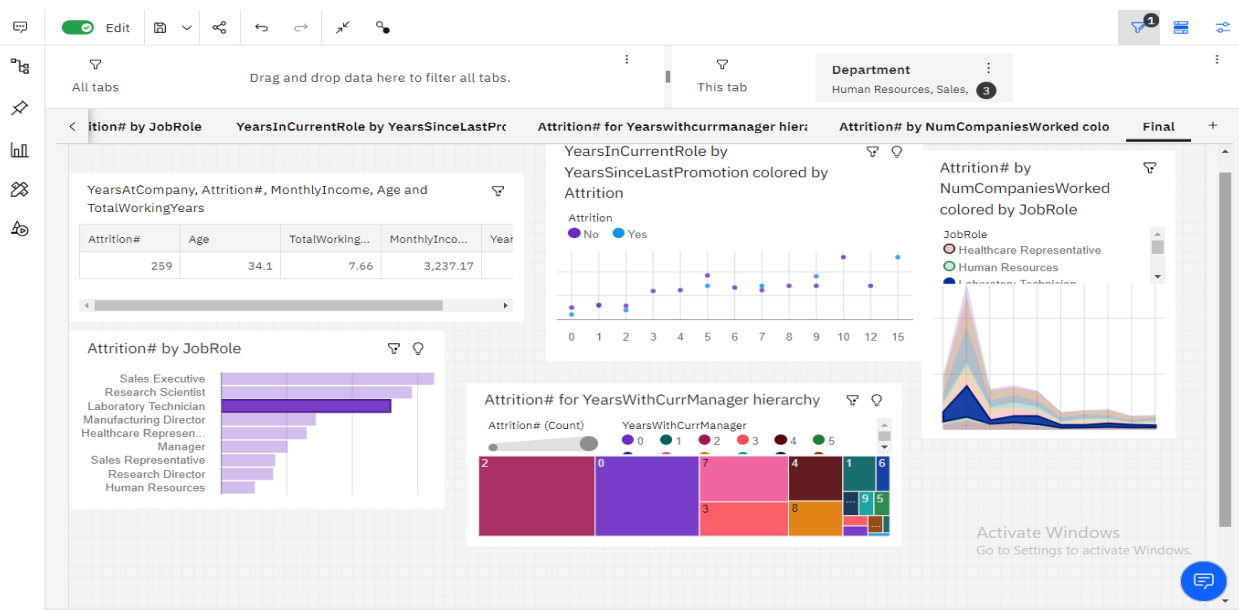 Edit
1
All tabs
Drag and drop data here to filter all tabs.
This tab
Department
Human Resources, Sales,
3
ition# by JobRole
YearsInCurrentRole by YearsSinceLastPro
Attrition# for Yearswithcurrmanager hiera
Attrition# by NumCompaniesWorked colo
Final
YearsAtCompany, Attrition#, MonthlyIncome, Age and
TotalWorkingYears
Attrition# Age TotalWorking... MonthlyInco... Year
259 34.1 7.66 3,237.17
YearsInCurrentRole by
YearsSinceLastPromotion colored by
Attrition
Attrition
No Yes
0 1 2 3 4 5 6 7 8 9 10 12 15
Attrition# by
NumCompaniesWorked
colored by JobRole
JobRole
Healthcare Representative
Human Resources
Laboratory Technician
Attrition# by JobRole
Sales Executive
Research Scientist
Laboratory Technician
Manufacturing Director
Healthcare Represen...
Manager
Sales Representative
Research Director
Human Resources
Attrition# for YearsWithCurrManager hierarchy
Attrition# (Count)
YearsWithCurrManager
0 1 2 3 4 5
2 0 7 4 1 6
3 8 ... 9 5
...
Activate Windows
Go to Settings to activate Windows.